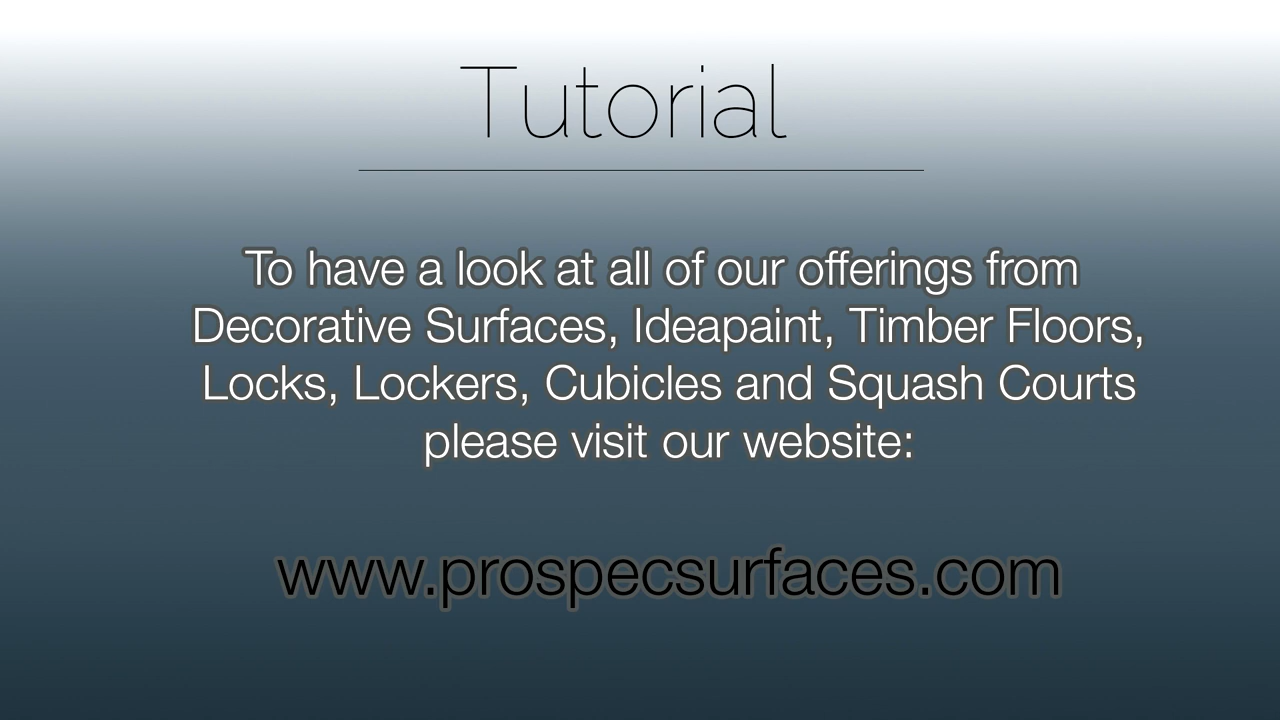 Tutorial
To have a look at all of our offerings from
Decorative Surfaces, Ideapaint, Timber Floors,
Locks, Lockers, Cubicles and Squash Courts
please visit our website:
www.prospecsurfaces.com